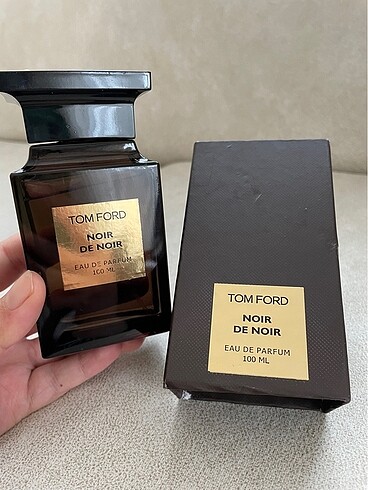 TOM FORD
NOIR
DE NOIR
EAU DE PARFUM
100 ML
TOM FORD
NOIR
DE NOIR
EAU DE PARFUM
100 ML